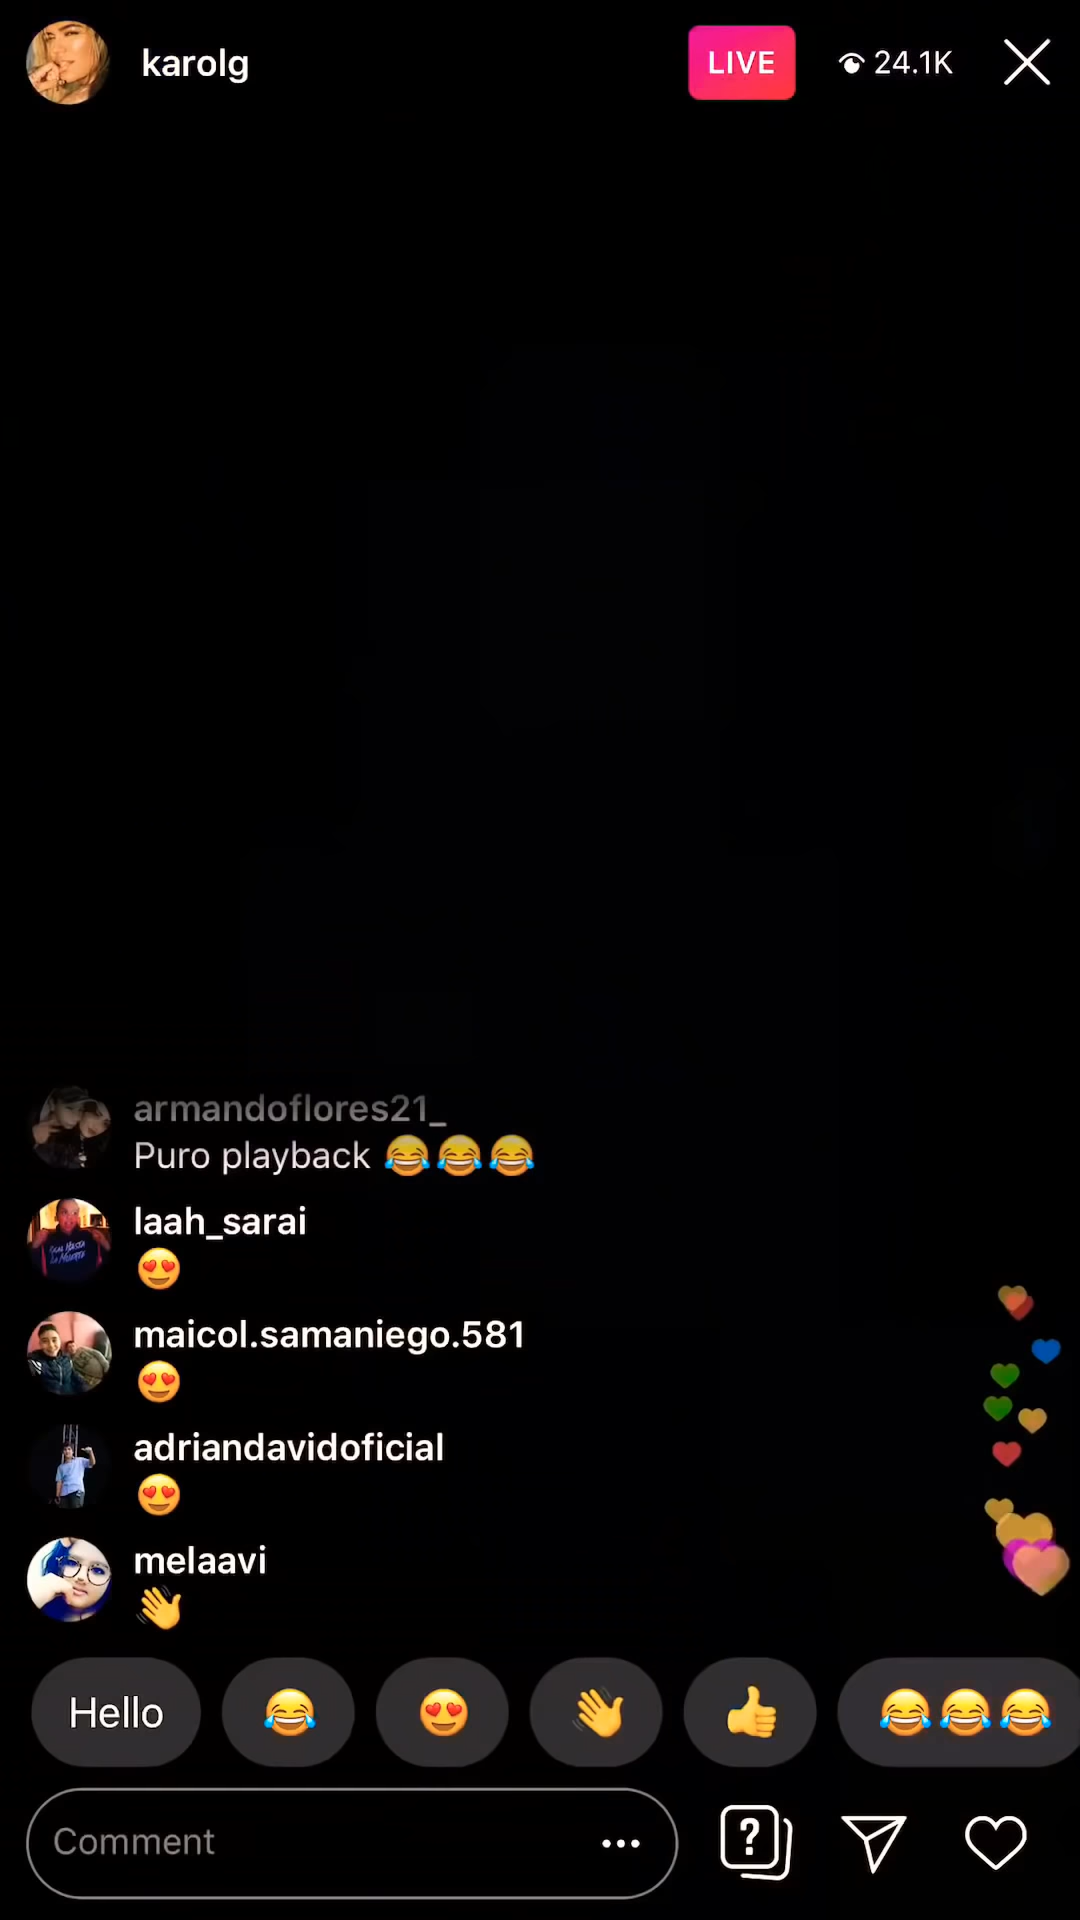 karolg
LIVE
24.1K
armandoflores21_
Puro playback 😂😂😂
laah_sarai
😍
maicol.samaniego.581
😍
adriandavidoficial
😍
melaavi
👋
Hello 😂 😍 👋 👍 😂😂😂
Comment